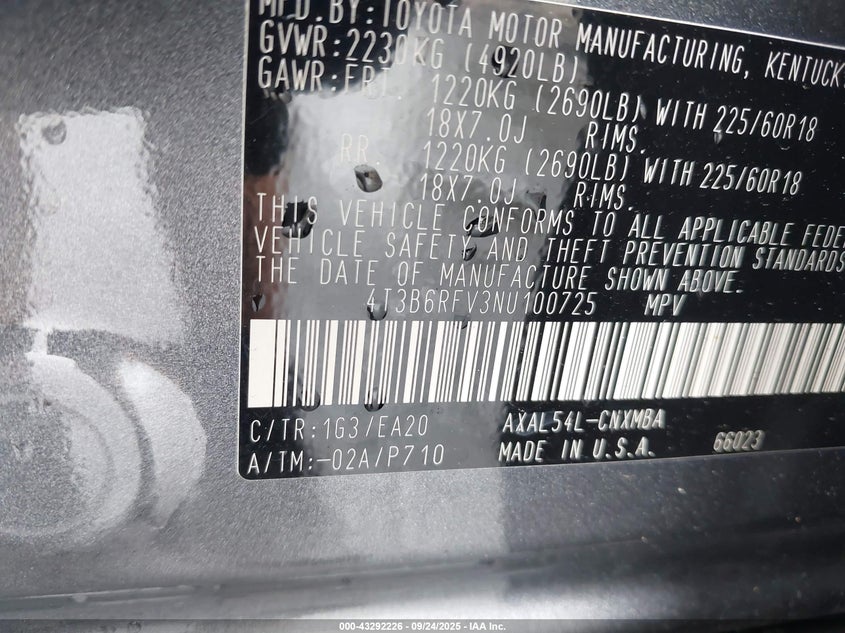 MFD.BY:TOYOTA MOTOR MANUFACTURING, KENTUCKY
GVWR:2230KG (4920LB)
GAWR:FRT. 1220KG (2690LB) WITH 225/60R18
18X7.0J RIMS.
RR. 1220KG (2690LB) WITH 225/60R18
18X7.0J RIMS.
THIS VEHICLE CONFORMS TO ALL APPLICABLE FEDE
VEHICLE SAFETY AND THEFT PREVENTION STANDARDS
THE DATE OF MANUFACTURE SHOWN ABOVE.
4T3B6RFV3NU100725 MPV
C/TR:1G3/EA20 AXAL54L-CNXMBA
A/TM:-02A/P710 MADE IN U.S.A. 66023
000-43292226 - 09/24/2025 - IAA Inc.